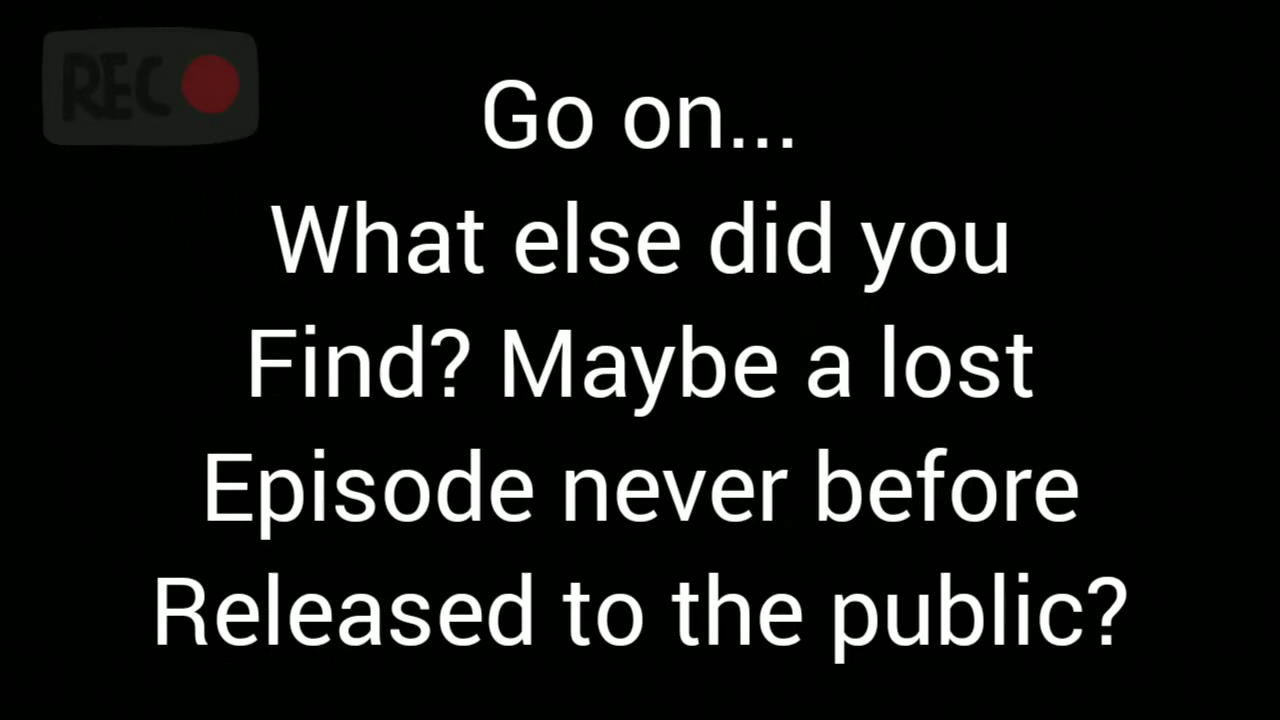 REC
Go on...
What else did you
Find? Maybe a lost
Episode never before
Released to the public?